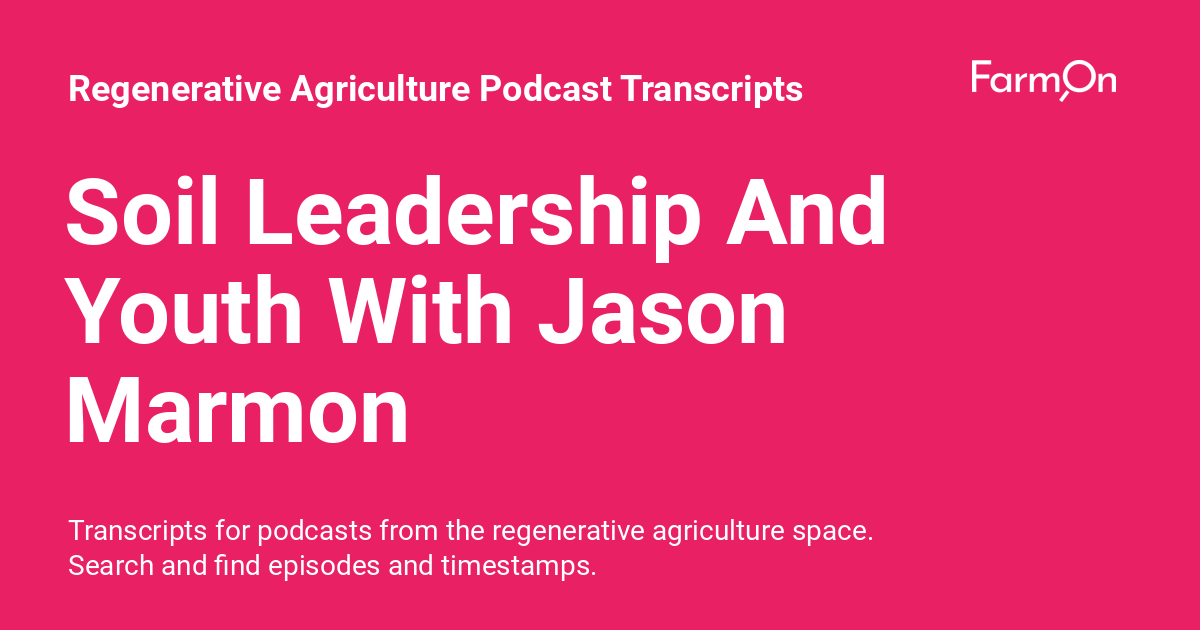 Regenerative Agriculture Podcast Transcripts
FarmOn
Soil Leadership And
Youth With Jason
Marmon
Transcripts for podcasts from the regenerative agriculture space.
Search and find episodes and timestamps.